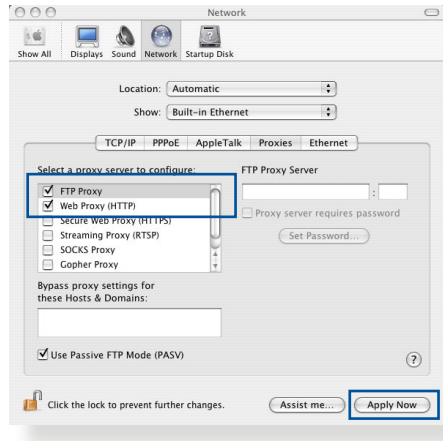 Network
Show All Displays Sound Network Startup Disk
Location: Automatic
Show: Built-in Ethernet
TCP/IP PPPoE AppleTalk Proxies Ethernet
Select a proxy server to configure:
FTP Proxy
Web Proxy (HTTP)
Secure Web Proxy (HTTPS)
Streaming Proxy (RTSP)
SOCKS Proxy
Gopher Proxy
FTP Proxy Server
:
Proxy server requires password
Set Password...
Bypass proxy settings for
these Hosts & Domains:
Use Passive FTP Mode (PASV)
?
Click the lock to prevent further changes.
Assist me... Apply Now